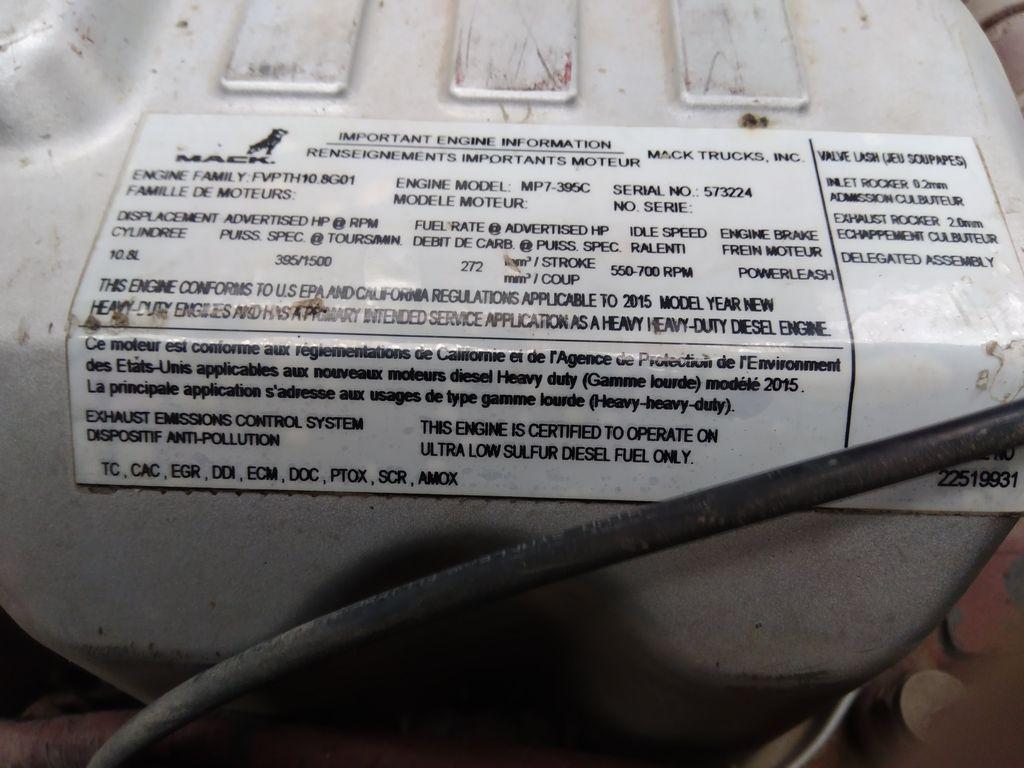 IMPORTANT ENGINE INFORMATION
MACK. RENSEIGNEMENTS IMPORTANTS MOTEUR MACK TRUCKS, INC.
ENGINE FAMILY: FVPTH10.8G01 ENGINE MODEL: MP7-395C SERIAL NO.: 573224
FAMILLE DE MOTEURS: MODELE MOTEUR: NO. SERIE:
DISPLACEMENT ADVERTISED HP @ RPM FUEL RATE @ ADVERTISED HP IDLE SPEED ENGINE BRAKE
CYLINDREE PUISS. SPEC. @ TOURS/MIN. DEBIT DE CARB. @ PUISS. SPEC. RALENTI FREIN MOTEUR
10.8L 395/1500 272 mm³ / STROKE 550-700 RPM POWERLEASH
mm³ / COUP
THIS ENGINE CONFORMS TO U.S EPA AND CALIFORNIA REGULATIONS APPLICABLE TO 2015 MODEL YEAR NEW
HEAVY-DUTY ENGINES AND HAS A PRIMARY INTENDED SERVICE APPLICATION AS A HEAVY HEAVY-DUTY DIESEL ENGINE.
Ce moteur est conforme aux réglementations de Californie et de l'Agence de Protection de l'Environment
des Etats-Unis applicables aux nouveaux moteurs diesel Heavy duty (Gamme lourde) modélé 2015.
La principale application s'adresse aux usages de type gamme lourde (Heavy-heavy-duty).
EXHAUST EMISSIONS CONTROL SYSTEM
DISPOSITIF ANTI-POLLUTION
THIS ENGINE IS CERTIFIED TO OPERATE ON
ULTRA LOW SULFUR DIESEL FUEL ONLY.
TC, CAC, EGR, DDI, ECM, DOC, PTOX, SCR, AMOX
VALVE LASH (JEU SOUPAPES)
INLET ROCKER 0.2mm
ADMISSION CULBUTEUR
EXHAUST ROCKER 2.0mm
ECHAPPEMENT CULBUTEUR
DELEGATED ASSEMBLY
NO
22519931